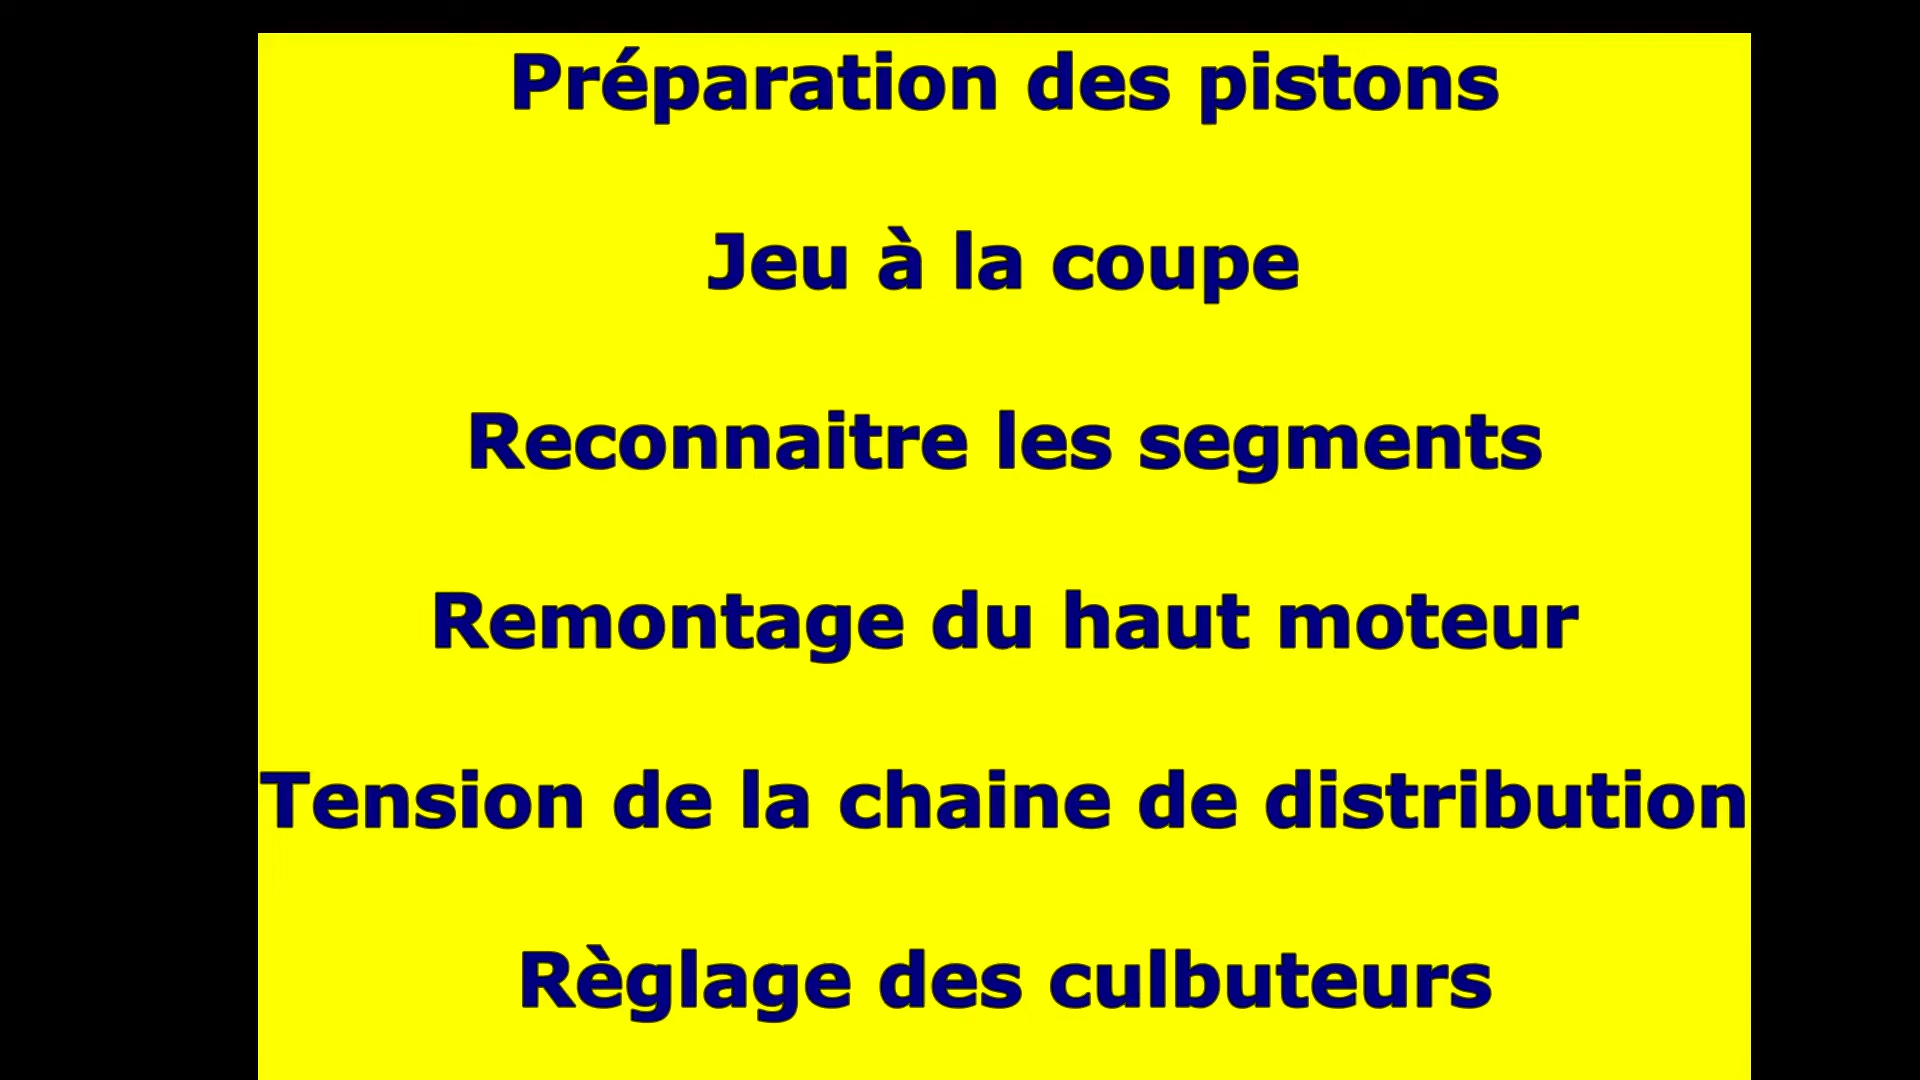 Préparation des pistons
Jeu à la coupe
Reconnaitre les segments
Remontage du haut moteur
Tension de la chaine de distribution
Règlage des culbuteurs